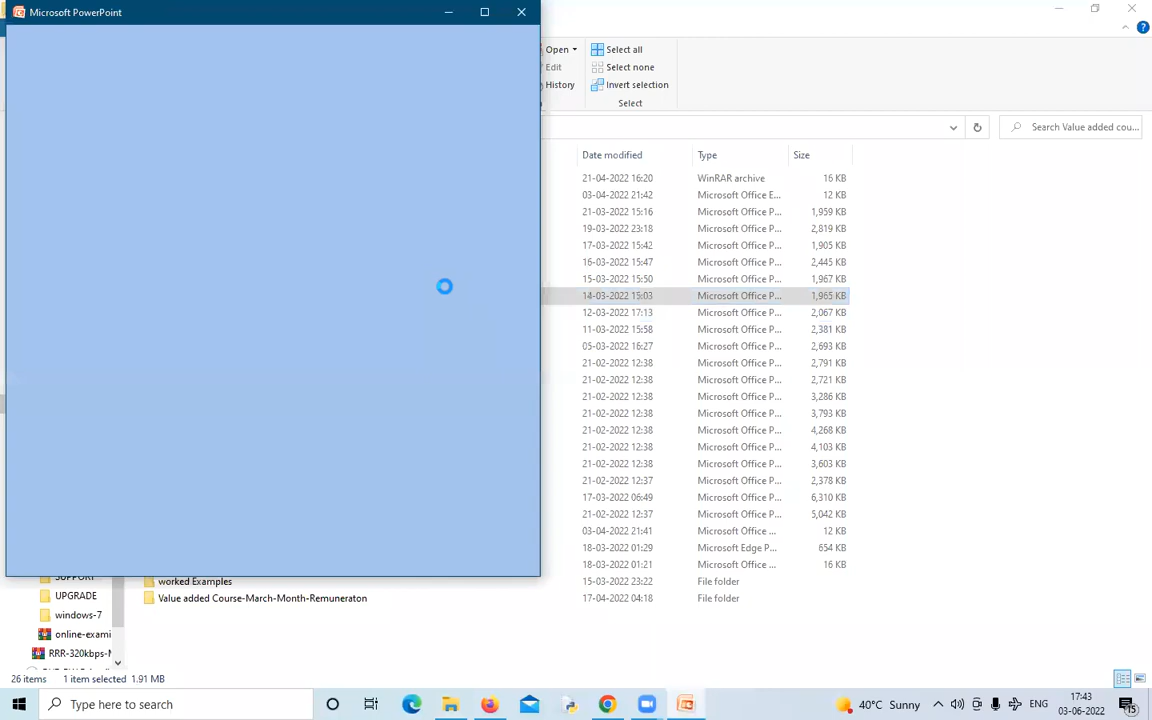 Microsoft PowerPoint
Open
Select all
Edit
Select none
History
Invert selection
Select
Search Value added cou...
Date modified Type Size
21-04-2022 16:20 WinRAR archive 16 KB
03-04-2022 21:42 Microsoft Office E... 12 KB
21-03-2022 15:16 Microsoft Office P... 1,959 KB
19-03-2022 23:18 Microsoft Office P... 2,819 KB
17-03-2022 15:42 Microsoft Office P... 1,905 KB
16-03-2022 15:47 Microsoft Office P... 2,445 KB
15-03-2022 15:50 Microsoft Office P... 1,967 KB
14-03-2022 15:03 Microsoft Office P... 1,965 KB
12-03-2022 17:13 Microsoft Office P... 2,067 KB
11-03-2022 15:58 Microsoft Office P... 2,381 KB
05-03-2022 16:27 Microsoft Office P... 2,693 KB
21-02-2022 12:38 Microsoft Office P... 2,791 KB
21-02-2022 12:38 Microsoft Office P... 2,721 KB
21-02-2022 12:38 Microsoft Office P... 3,286 KB
21-02-2022 12:38 Microsoft Office P... 3,793 KB
21-02-2022 12:38 Microsoft Office P... 4,268 KB
21-02-2022 12:38 Microsoft Office P... 4,103 KB
21-02-2022 12:38 Microsoft Office P... 3,603 KB
21-02-2022 12:37 Microsoft Office P... 2,378 KB
17-03-2022 06:49 Microsoft Office P... 6,310 KB
21-02-2022 12:37 Microsoft Office P... 5,042 KB
03-04-2022 21:41 Microsoft Office ... 12 KB
18-03-2022 01:29 Microsoft Edge P... 654 KB
18-03-2022 01:21 Microsoft Office ... 16 KB
worked Examples 15-03-2022 23:22 File folder
Value added Course-March-Month-Remuneraton 17-04-2022 04:18 File folder
SUPPORT
UPGRADE
windows-7
online-exami
RRR-320kbps-
26 items 1 item selected 1.91 MB
Type here to search
40°C Sunny
ENG
17:43
03-06-2022
15